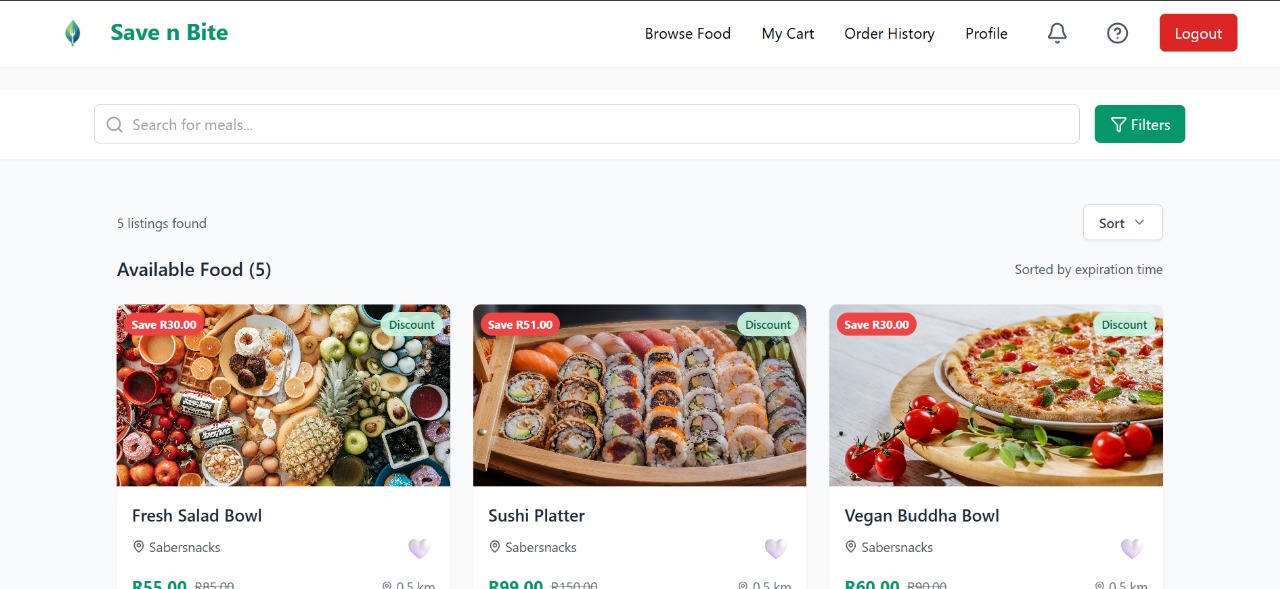 Save n Bite
Browse Food My Cart Order History Profile Logout
Search for meals...
Filters
5 listings found
Sort
Available Food (5)
Sorted by expiration time
Save R30.00 Discount
Save R51.00 Discount
Save R30.00 Discount
Fresh Salad Bowl
Sabersnacks
R55.00 R85.00 0.5 km
Sushi Platter
Sabersnacks
R99.00 R150.00 0.5 km
Vegan Buddha Bowl
Sabersnacks
R60.00 R90.00 0.5 km